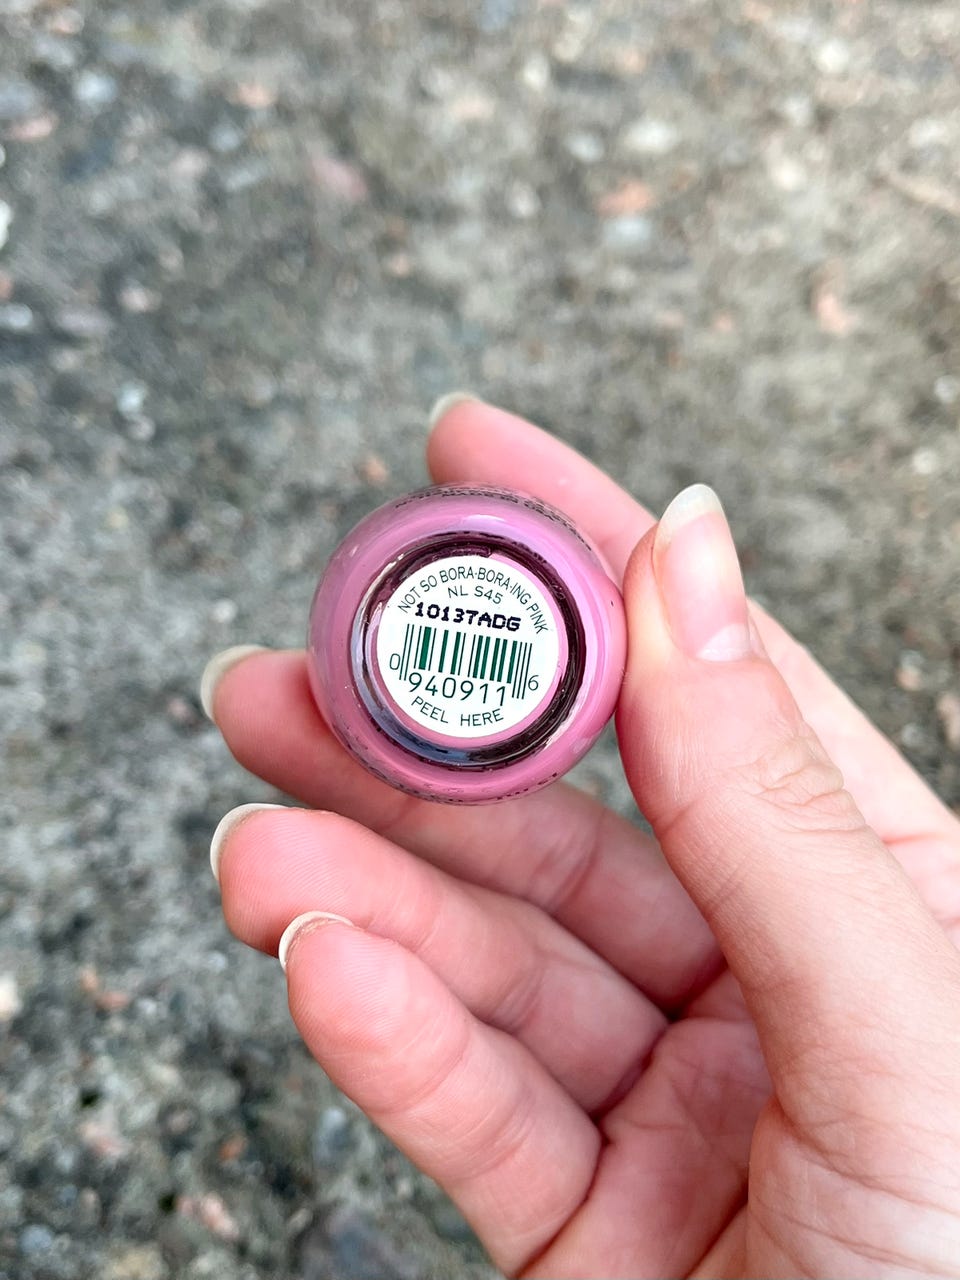 NOT SO BORA-BORA-ING PINK
NL S45
10137ADG
0 940911 6
PEEL HERE